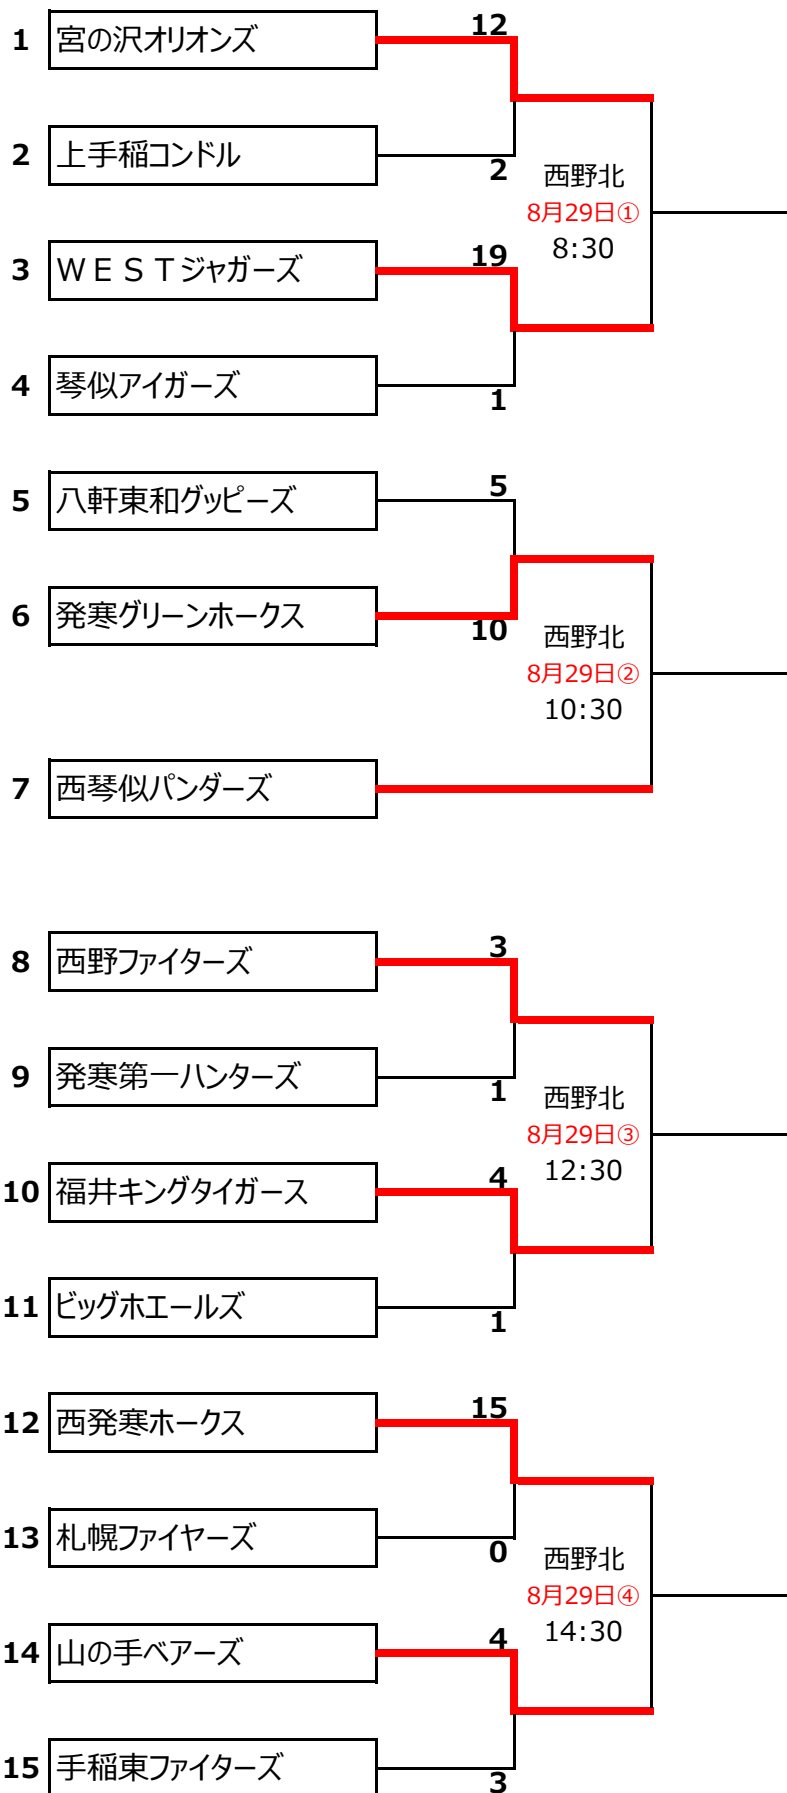 12
1 宮の沢オリオンズ
2 上手稲コンドル
2
西野北
8月29日①
8:30
19
3 ＷＥＳＴジャガーズ
4 琴似アイガーズ
1
5
5 八軒東和グッピーズ
6 発寒グリーンホークス
10
西野北
8月29日②
10:30
7 西琴似パンダーズ
3
8 西野ファイターズ
9 発寒第一ハンターズ
1
西野北
8月29日③
12:30
4
10 福井キングタイガース
11 ビッグホエールズ
1
15
12 西発寒ホークス
13 札幌ファイヤーズ
0
西野北
8月29日④
14:30
4
14 山の手ベアーズ
15 手稲東ファイターズ
3